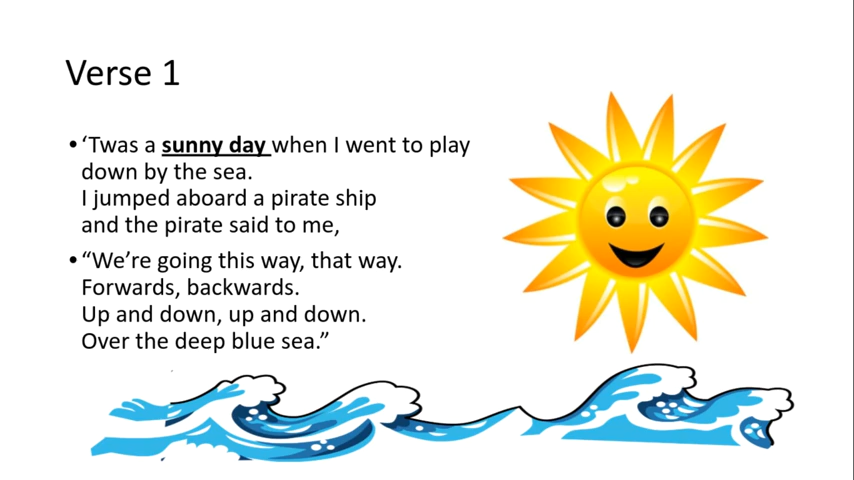 Verse 1
•‘Twas a sunny day when I went to play
down by the sea.
I jumped aboard a pirate ship
and the pirate said to me,
•“We’re going this way, that way.
Forwards, backwards.
Up and down, up and down.
Over the deep blue sea.”